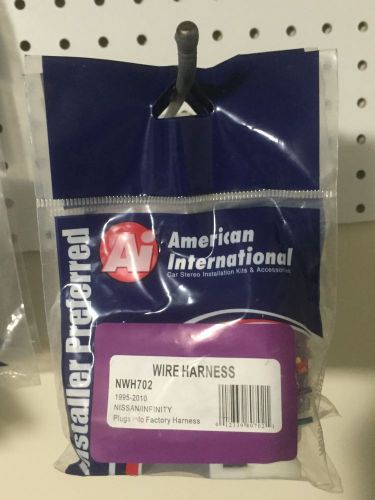 Installer Preferred
Ai
American
International
Car Stereo Installation Kits & Accessories
WIRE HARNESS
NWH702
1995-2010
NISSAN/INFINITY
Plugs into Factory Harness